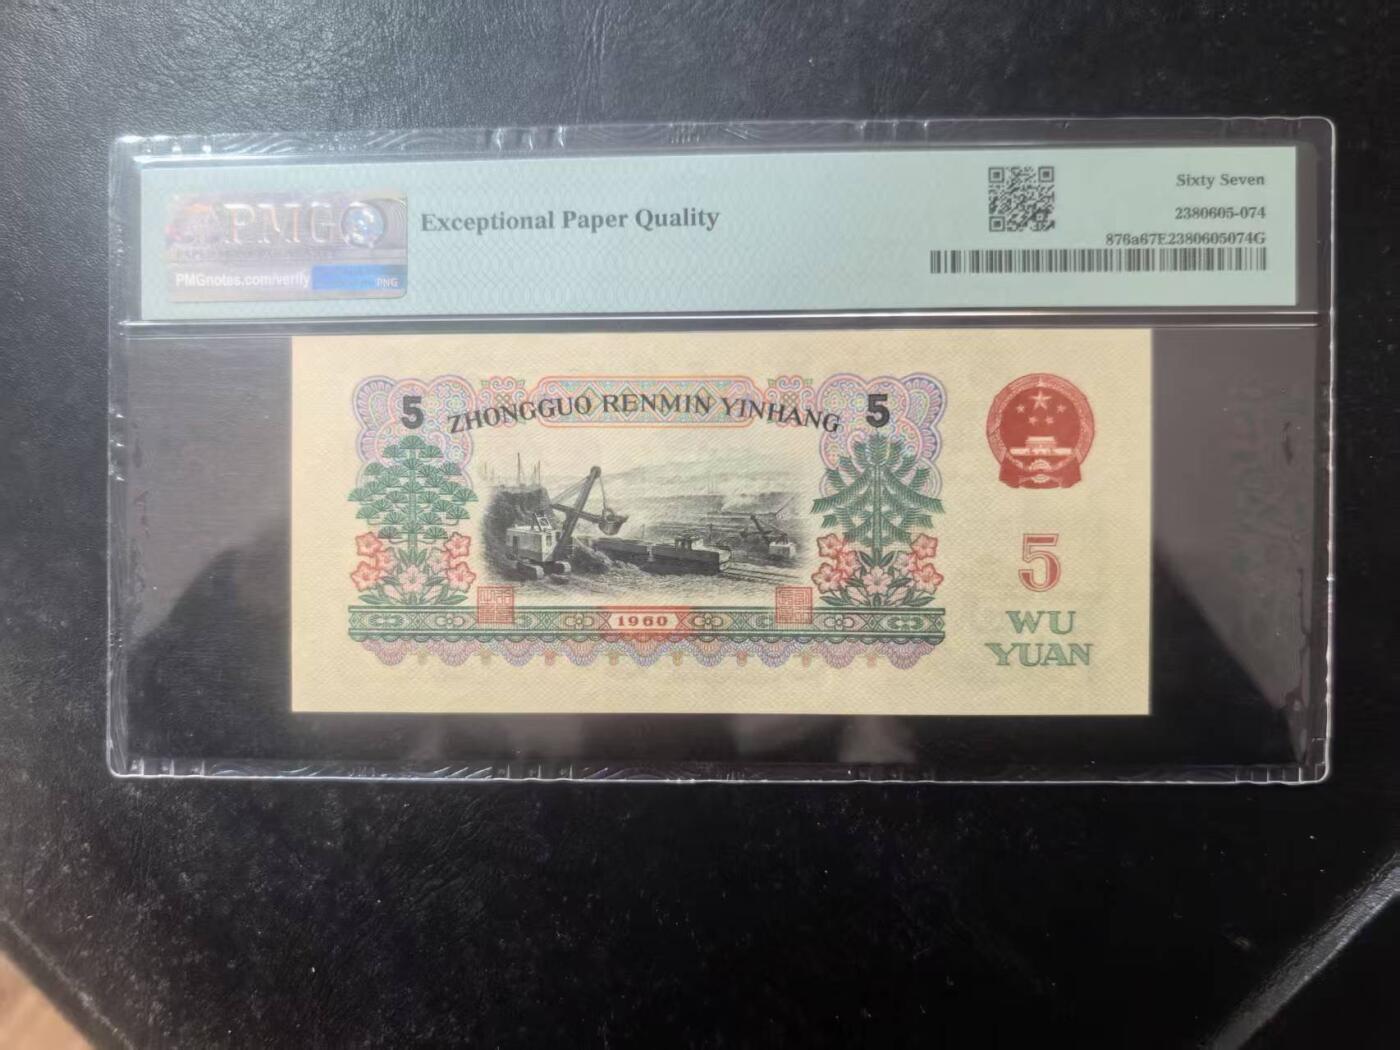 PMG
PMGnotes.com/verify
PNG
Exceptional Paper Quality
Sixty Seven
2380605-074
876a67E2380605074G
5 ZHONGGUO RENMIN YINHANG 5
5
WU
YUAN
1960